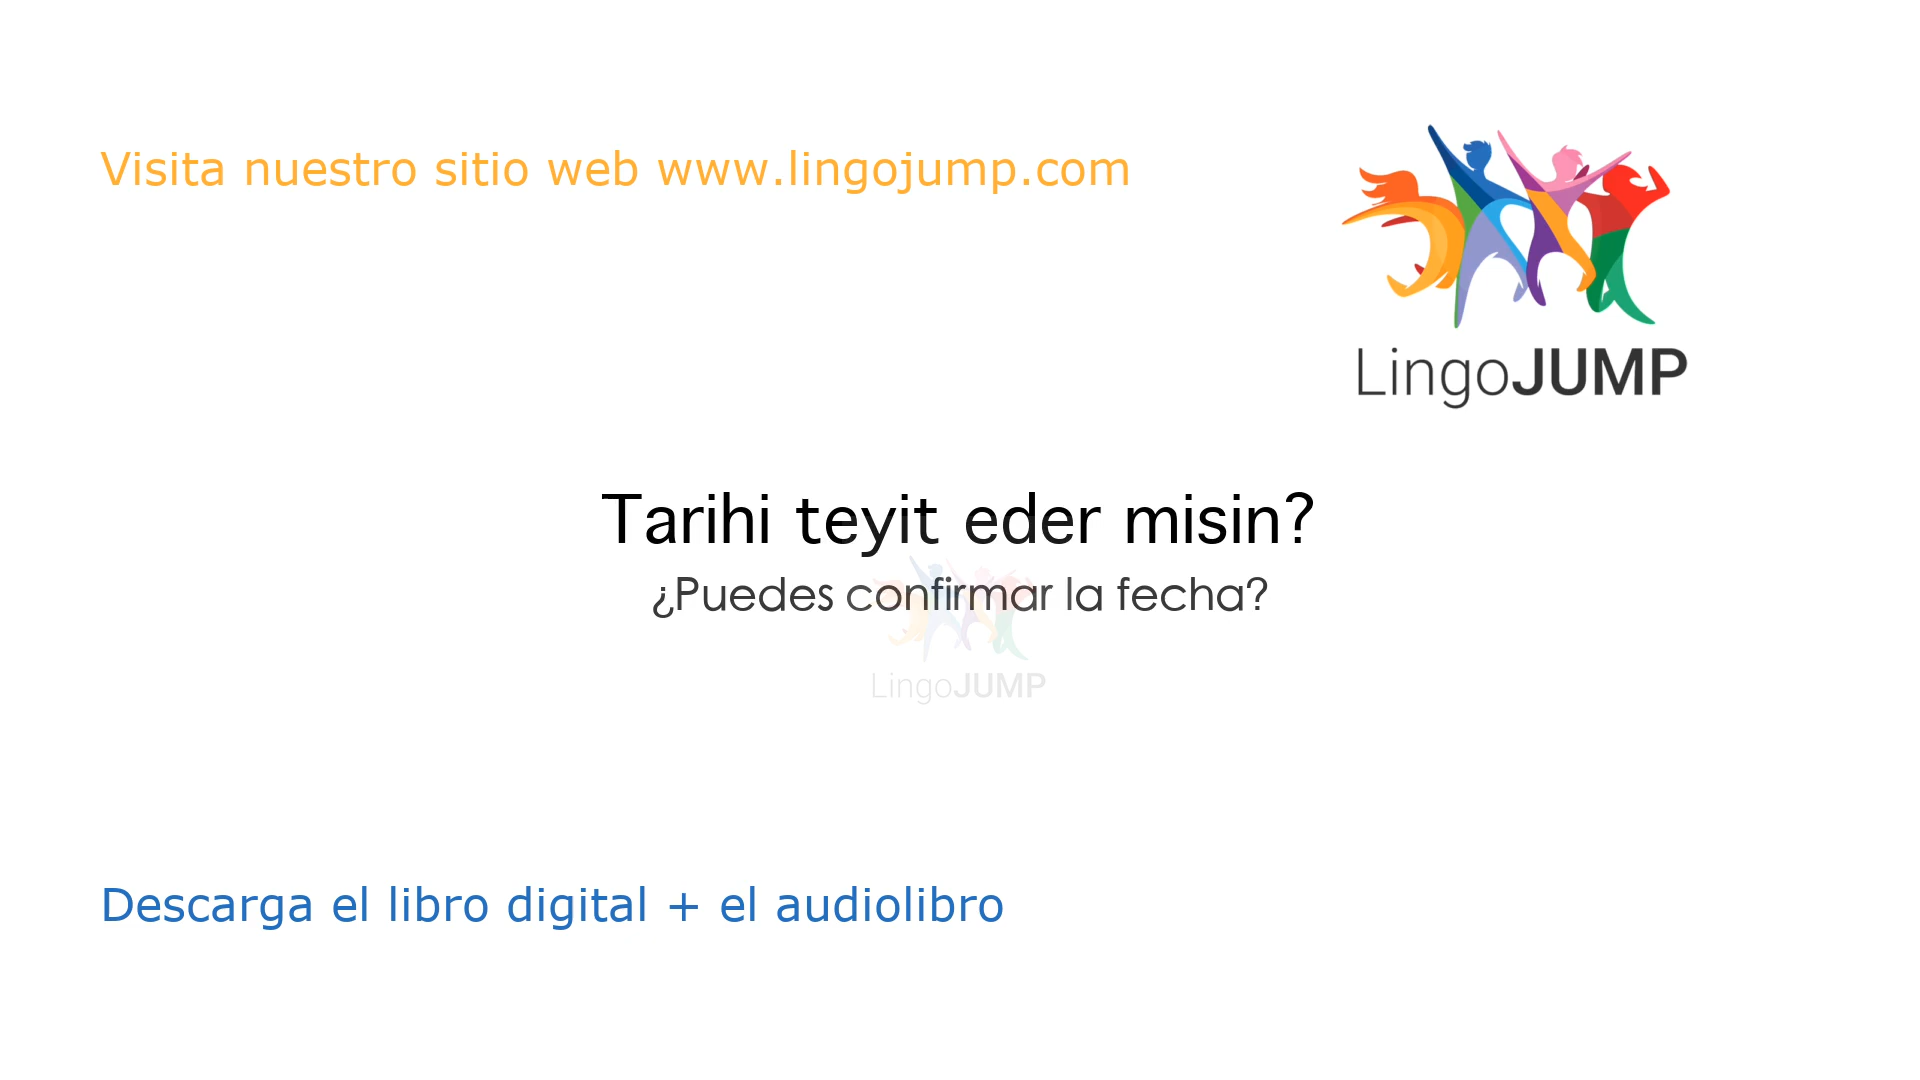 Visita nuestro sitio web www.lingojump.com
LingoJUMP
Tarihi teyit eder misin?
¿Puedes confirmar la fecha?
LingoJUMP
Descarga el libro digital + el audiolibro